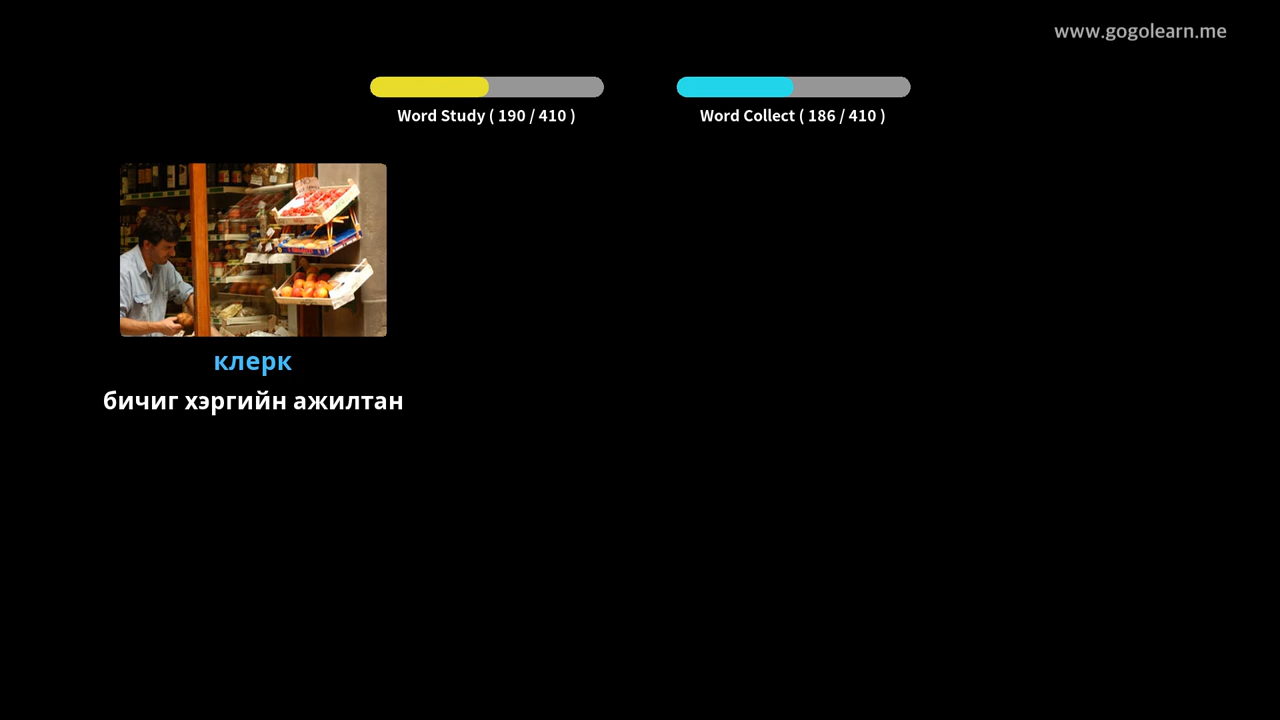 www.gogolearn.me
Word Study ( 190 / 410 )
Word Collect ( 186 / 410 )
клерк
бичиг хэргийн ажилтан